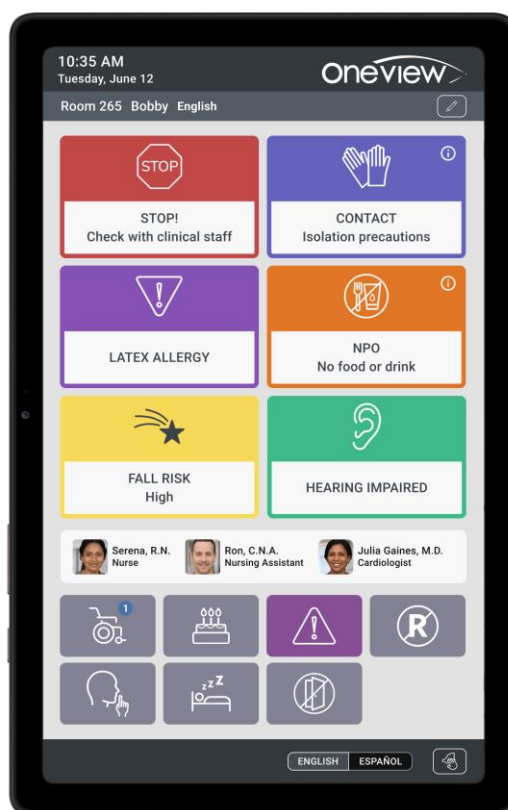 10:35 AM
Tuesday, June 12
Oneview
Room 265 Bobby English
STOP
STOP!
Check with clinical staff
CONTACT
Isolation precautions
LATEX ALLERGY
NPO
No food or drink
FALL RISK
High
HEARING IMPAIRED
Serena, R.N.
Nurse
Ron, C.N.A.
Nursing Assistant
Julia Gaines, M.D.
Cardiologist
1
R
z z Z
ENGLISH ESPAÑOL